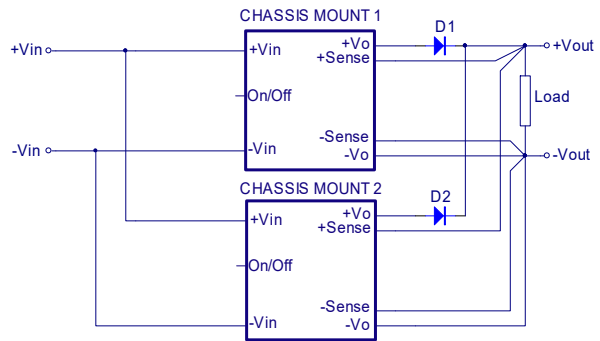 CHASSIS MOUNT 1
D1
+Vin
+Vin
+Vo
+Sense
+Vout
On/Off
Load
-Vin
-Vin
-Sense
-Vo
-Vout
CHASSIS MOUNT 2
D2
+Vin
+Vo
+Sense
On/Off
-Sense
-Vin
-Vo